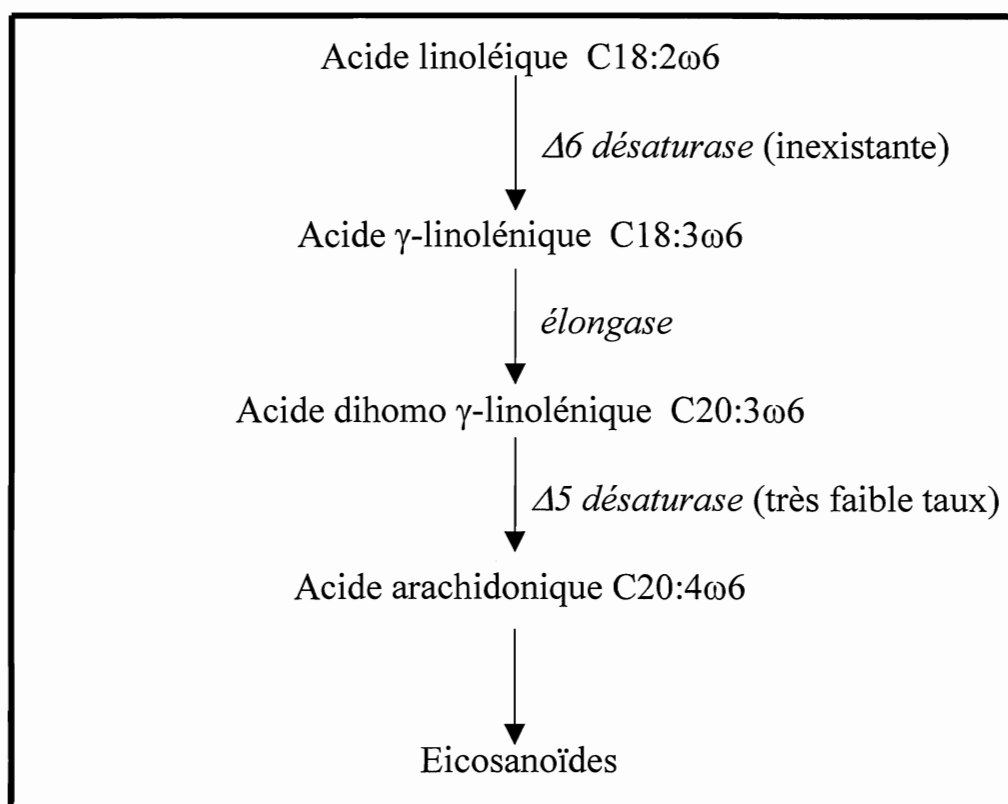 Acide linoléique C18:2ω6
Δ6 désaturase (inexistante)
Acide γ-linolénique C18:3ω6
élongase
Acide dihomo γ-linolénique C20:3ω6
Δ5 désaturase (très faible taux)
Acide arachidonique C20:4ω6
Eicosanoïdes